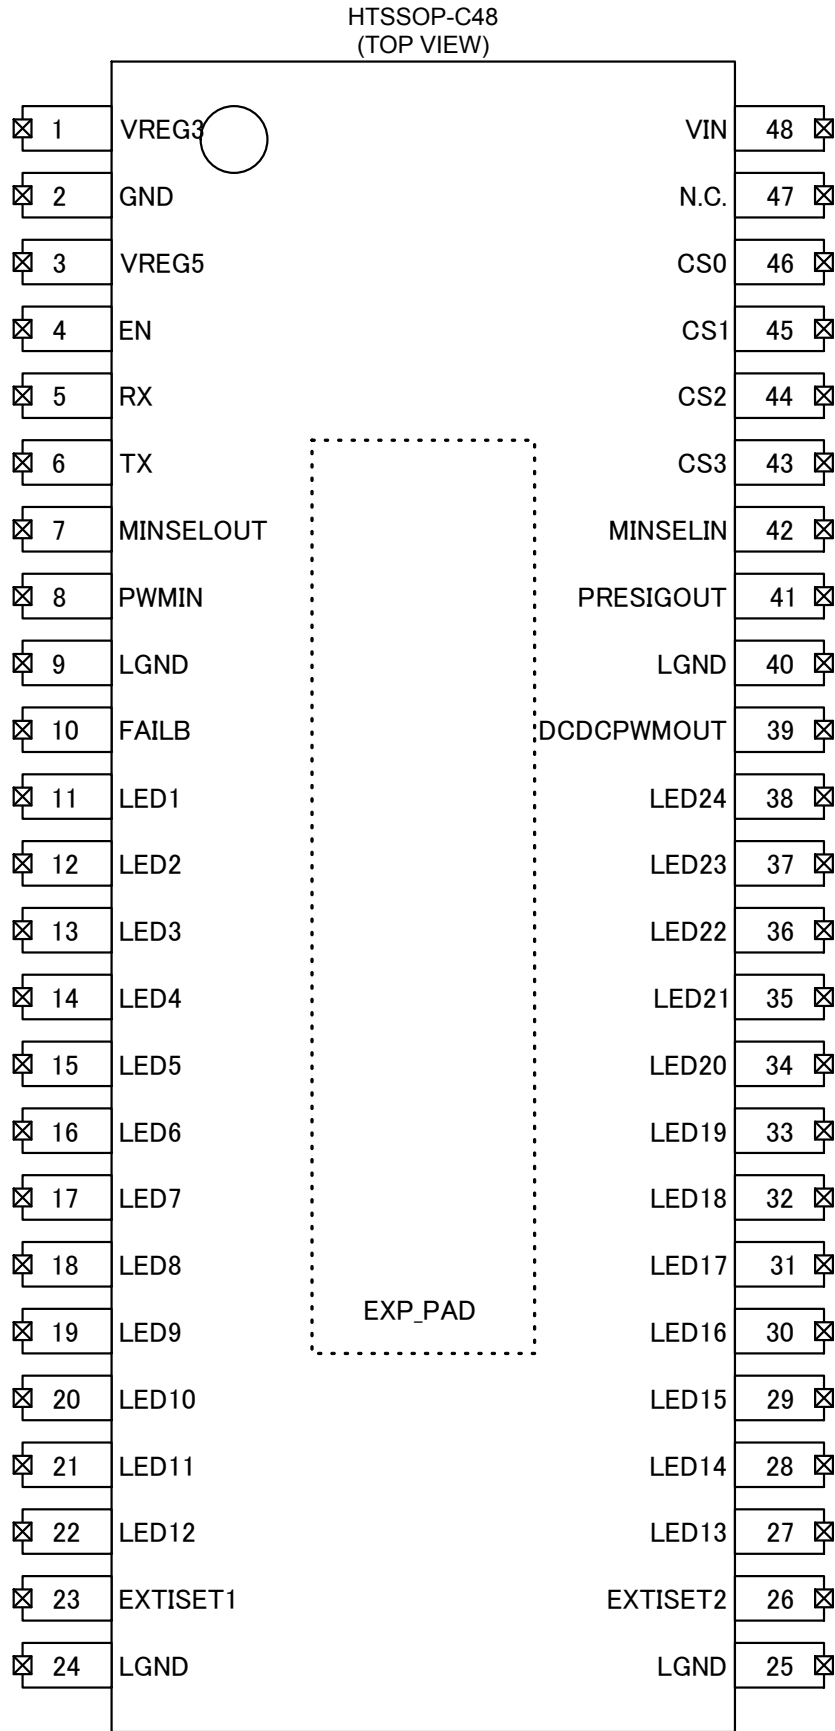 HTSSOP-C48
(TOP VIEW)
1 VREG3 VIN 48
2 GND N.C. 47
3 VREG5 CS0 46
4 EN CS1 45
5 RX CS2 44
6 TX CS3 43
7 MINSELOUT MINSELIN 42
8 PWMIN PRESIGOUT 41
9 LGND LGND 40
10 FAILB DCDCPWMOUT 39
11 LED1 LED24 38
12 LED2 LED23 37
13 LED3 LED22 36
14 LED4 LED21 35
15 LED5 LED20 34
16 LED6 LED19 33
17 LED7 LED18 32
18 LED8 LED17 31
EXP_PAD
19 LED9 LED16 30
20 LED10 LED15 29
21 LED11 LED14 28
22 LED12 LED13 27
23 EXTISET1 EXTISET2 26
24 LGND LGND 25